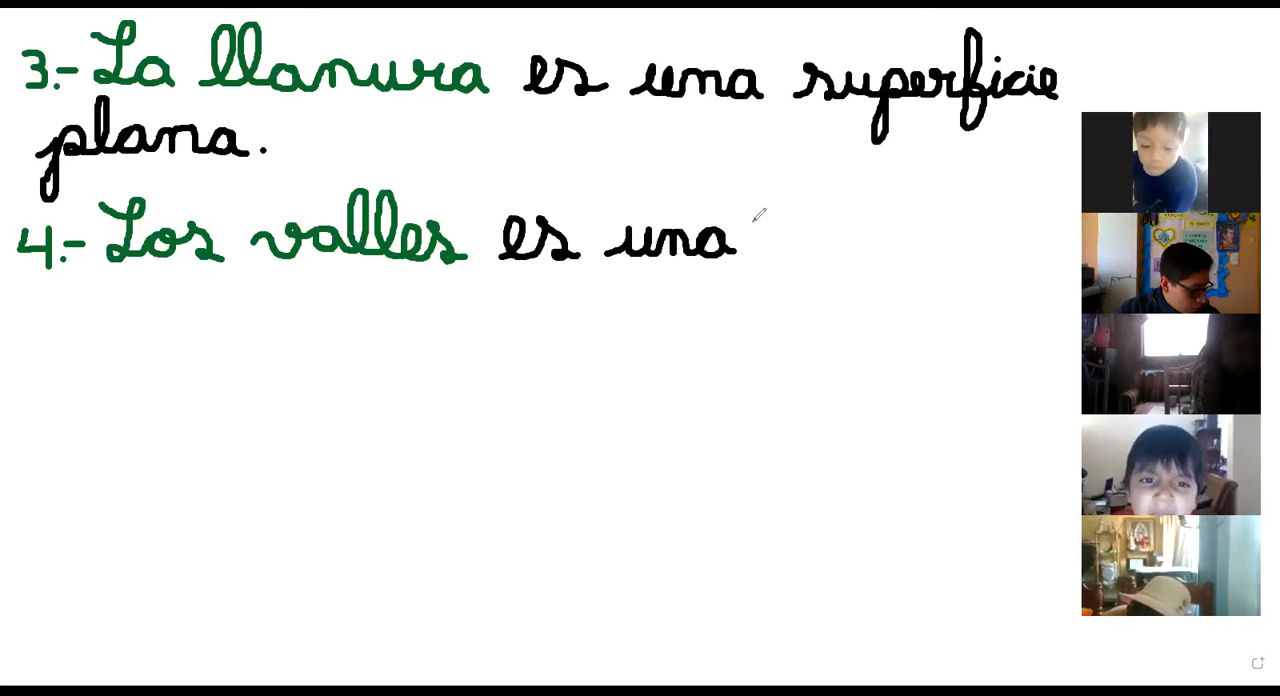 3.- La llanura es una superficie
plana.
4.- Los valles es una